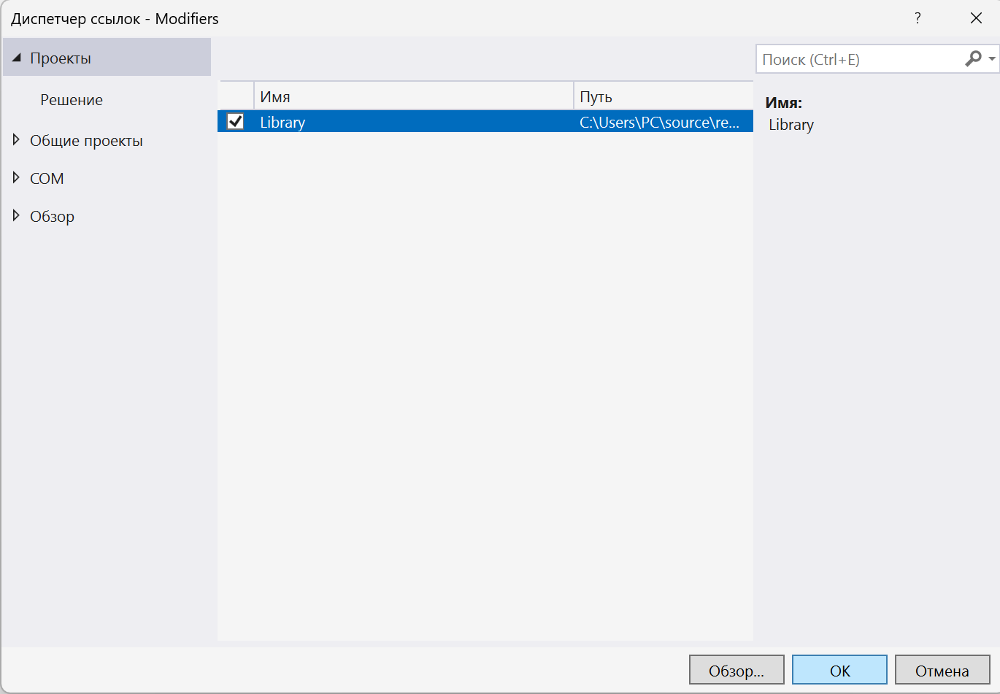 Диспетчер ссылок - Modifiers
?
Проекты
Решение
Общие проекты
COM
Обзор
Имя
Путь
Library
C:\Users\PC\source\re...
Поиск (Ctrl+E)
Имя:
Library
Обзор...
OK
Отмена